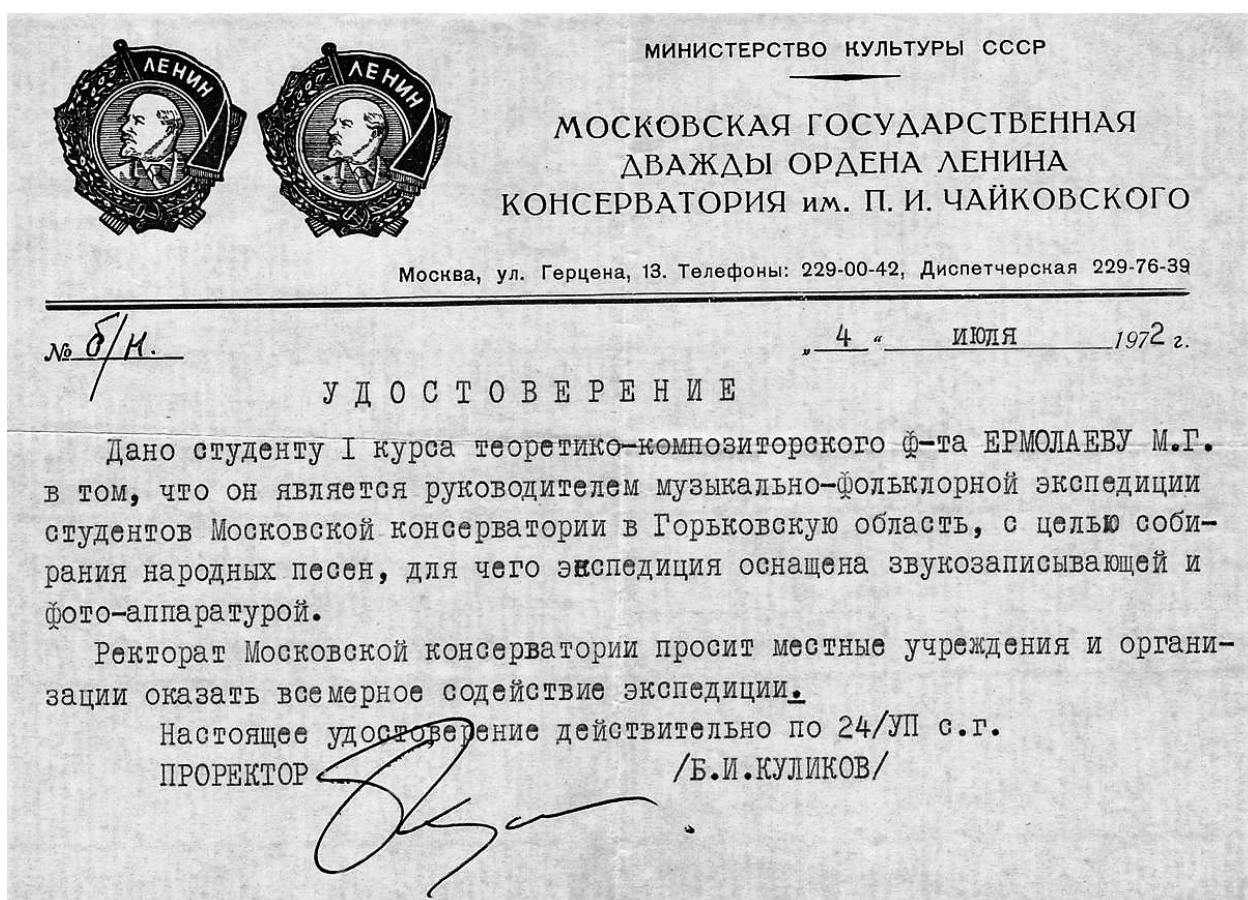 ЛЕНИН
ЛЕНИН
МИНИСТЕРСТВО КУЛЬТУРЫ СССР
МОСКОВСКАЯ ГОСУДАРСТВЕННАЯ
ДВАЖДЫ ОРДЕНА ЛЕНИНА
КОНСЕРВАТОРИЯ им. П. И. ЧАЙКОВСКОГО
Москва, ул. Герцена, 13. Телефоны: 229-00-42, Диспетчерская 229-76-39
№ б/н. „ 4 “ ИЮЛЯ 1972 г.
УДОСТОВЕРЕНИЕ
Дано студенту I курса теоретико-композиторского ф-та ЕРМОЛАЕВУ М.Г.
в том, что он является руководителем музыкально-фольклорной экспедиции
студентов Московской консерватории в Горьковскую область, с целью соби-
рания народных песен, для чего экспедиция оснащена звукозаписывающей и
фото-аппаратурой.
Ректорат Московской консерватории просит местные учреждения и органи-
зации оказать всемерное содействие экспедиции.
Настоящее удостоверение действительно по 24/УП с.г.
ПРОРЕКТОР /Б.И.КУЛИКОВ/